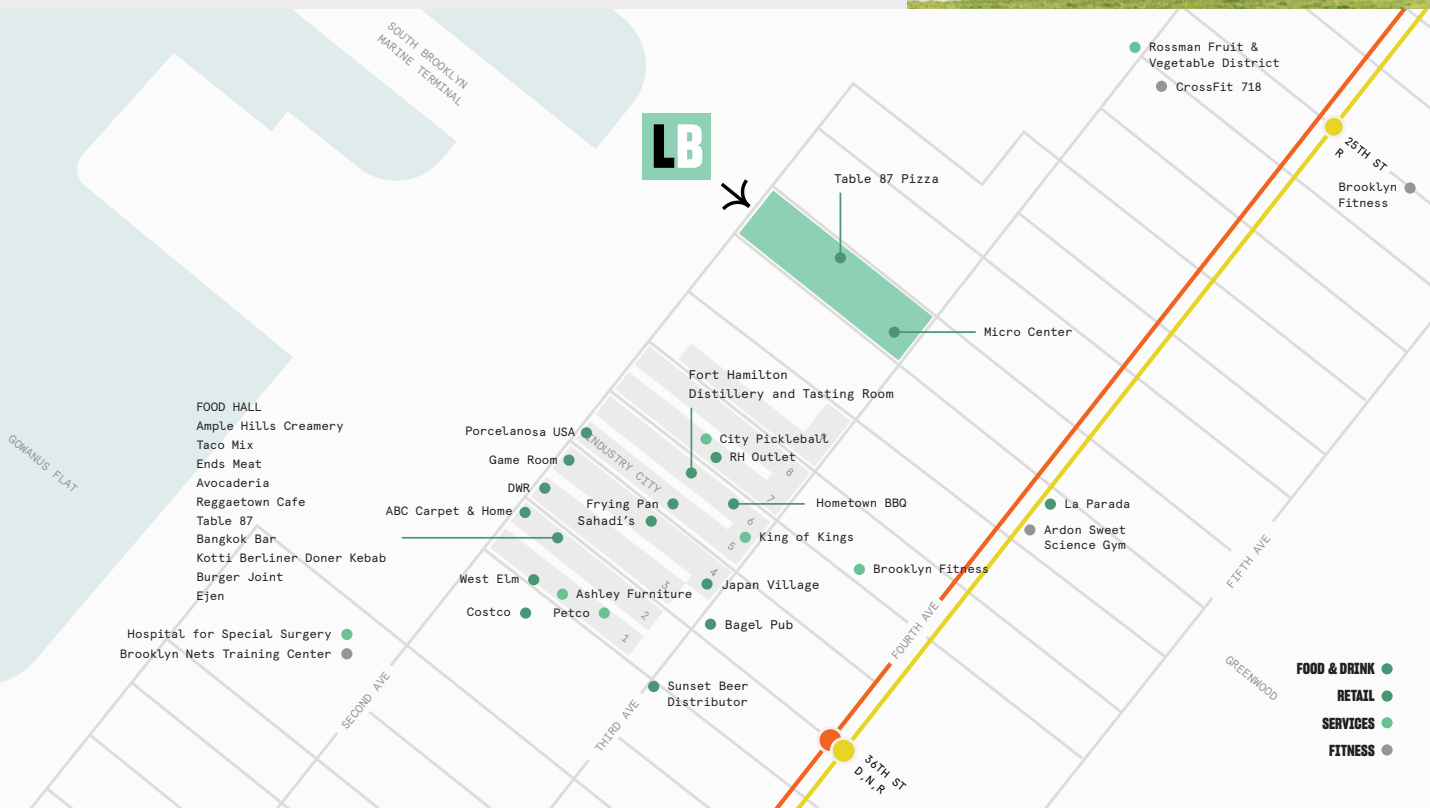 SOUTH BROOKLYN
MARINE TERMINAL
Rossman Fruit &
Vegetable District
CrossFit 718
LB
25TH ST
R
Table 87 Pizza
Brooklyn
Fitness
Micro Center
Fort Hamilton
Distillery and Tasting Room
FOOD HALL
Ample Hills Creamery
Taco Mix
Ends Meat
Avocaderia
Reggaetown Cafe
Table 87
Bangkok Bar
Kotti Berliner Doner Kebab
Burger Joint
Ejen
GOWANUS FLAT
Porcelanosa USA
INDUSTRY CITY
City Pickleball
Game Room
RH Outlet
8
DWR
7
Frying Pan
Hometown BBQ
La Parada
ABC Carpet & Home
Sahadi's
6
Ardon Sweet
Science Gym
King of Kings
5
FIFTH AVE
Brooklyn Fitness
4
West Elm
Japan Village
3
Ashley Furniture
Costco
Petco
2
Bagel Pub
1
FOURTH AVE
Hospital for Special Surgery
Brooklyn Nets Training Center
SECOND AVE
Sunset Beer
Distributor
THIRD AVE
GREENWOOD
36TH ST
D,N,R
FOOD & DRINK
RETAIL
SERVICES
FITNESS